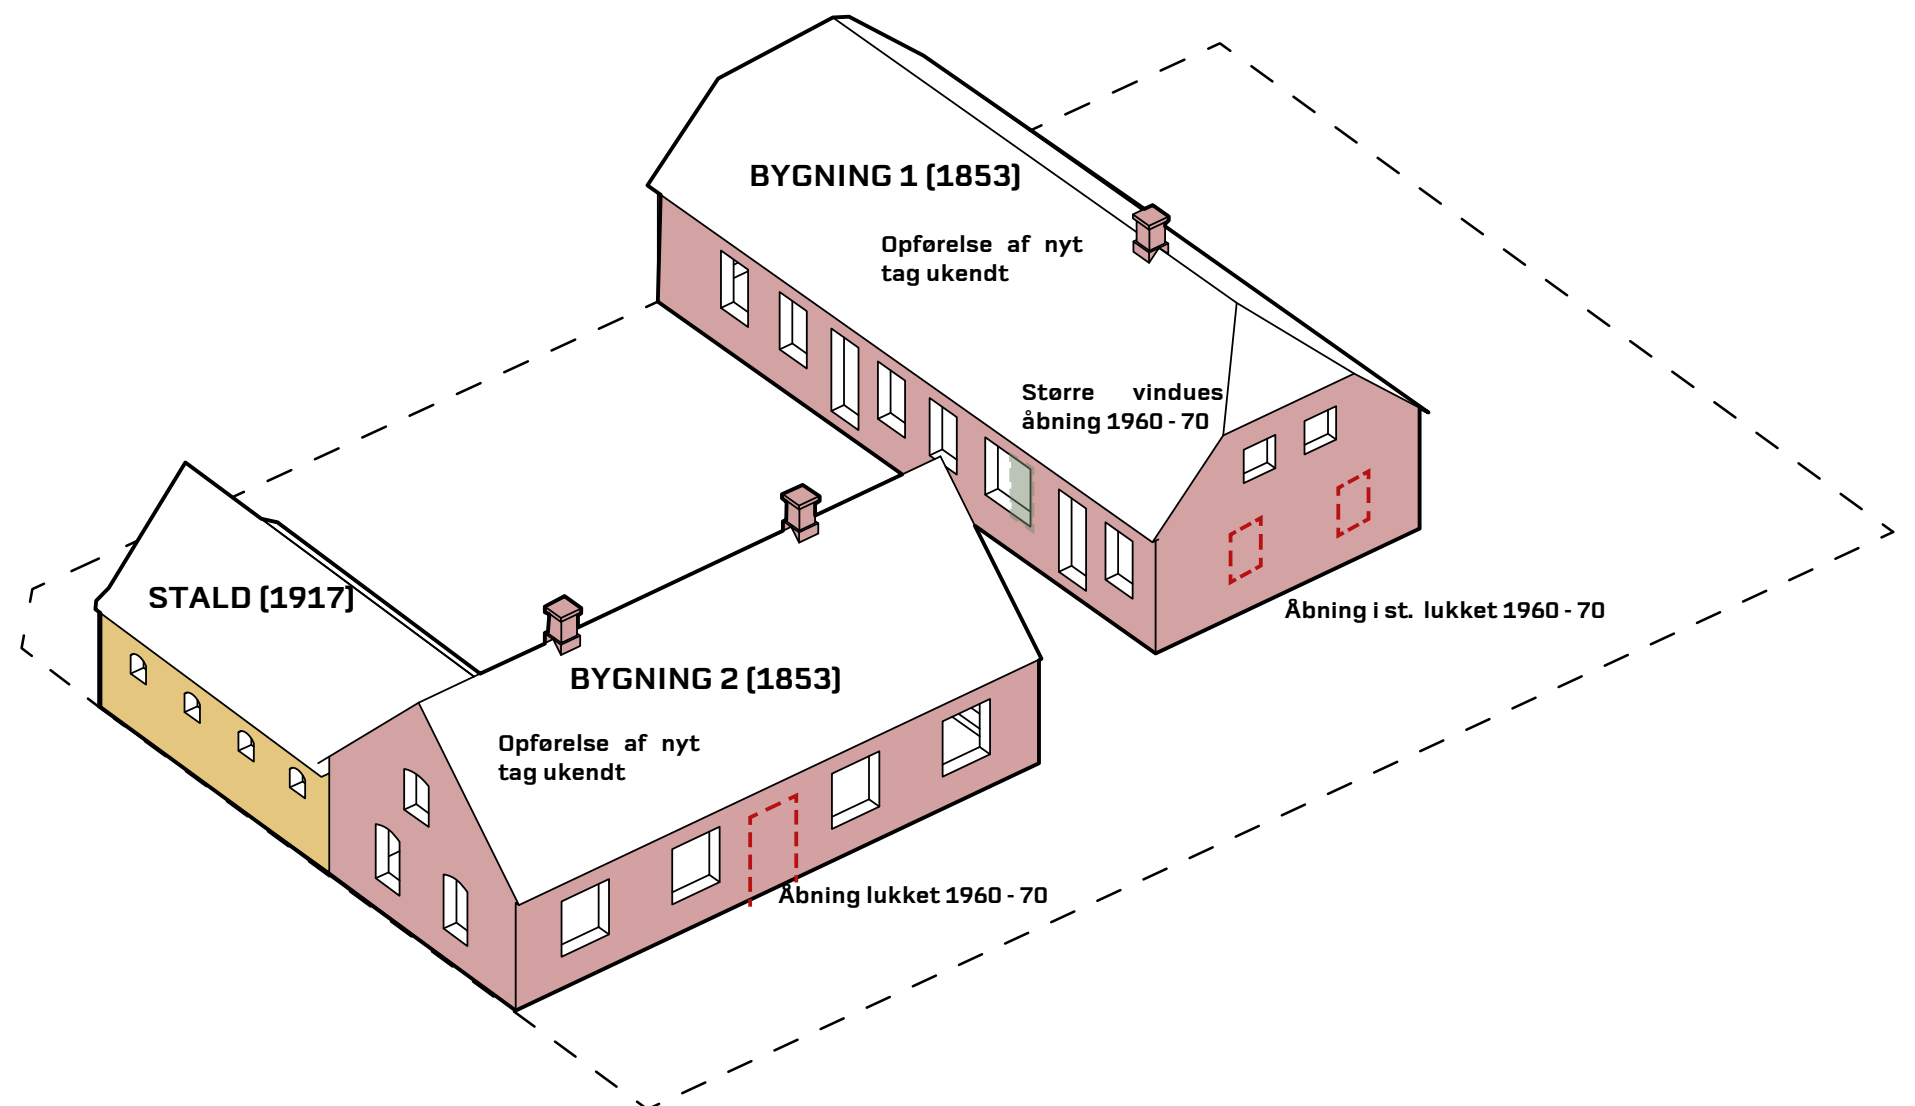 BYGNING 1 (1853)
Opførelse af nyt
tag ukendt
Større vindues
åbning 1960 - 70
Åbning i st. lukket 1960 - 70
STALD (1917)
BYGNING 2 (1853)
Opførelse af nyt
tag ukendt
Åbning lukket 1960 - 70